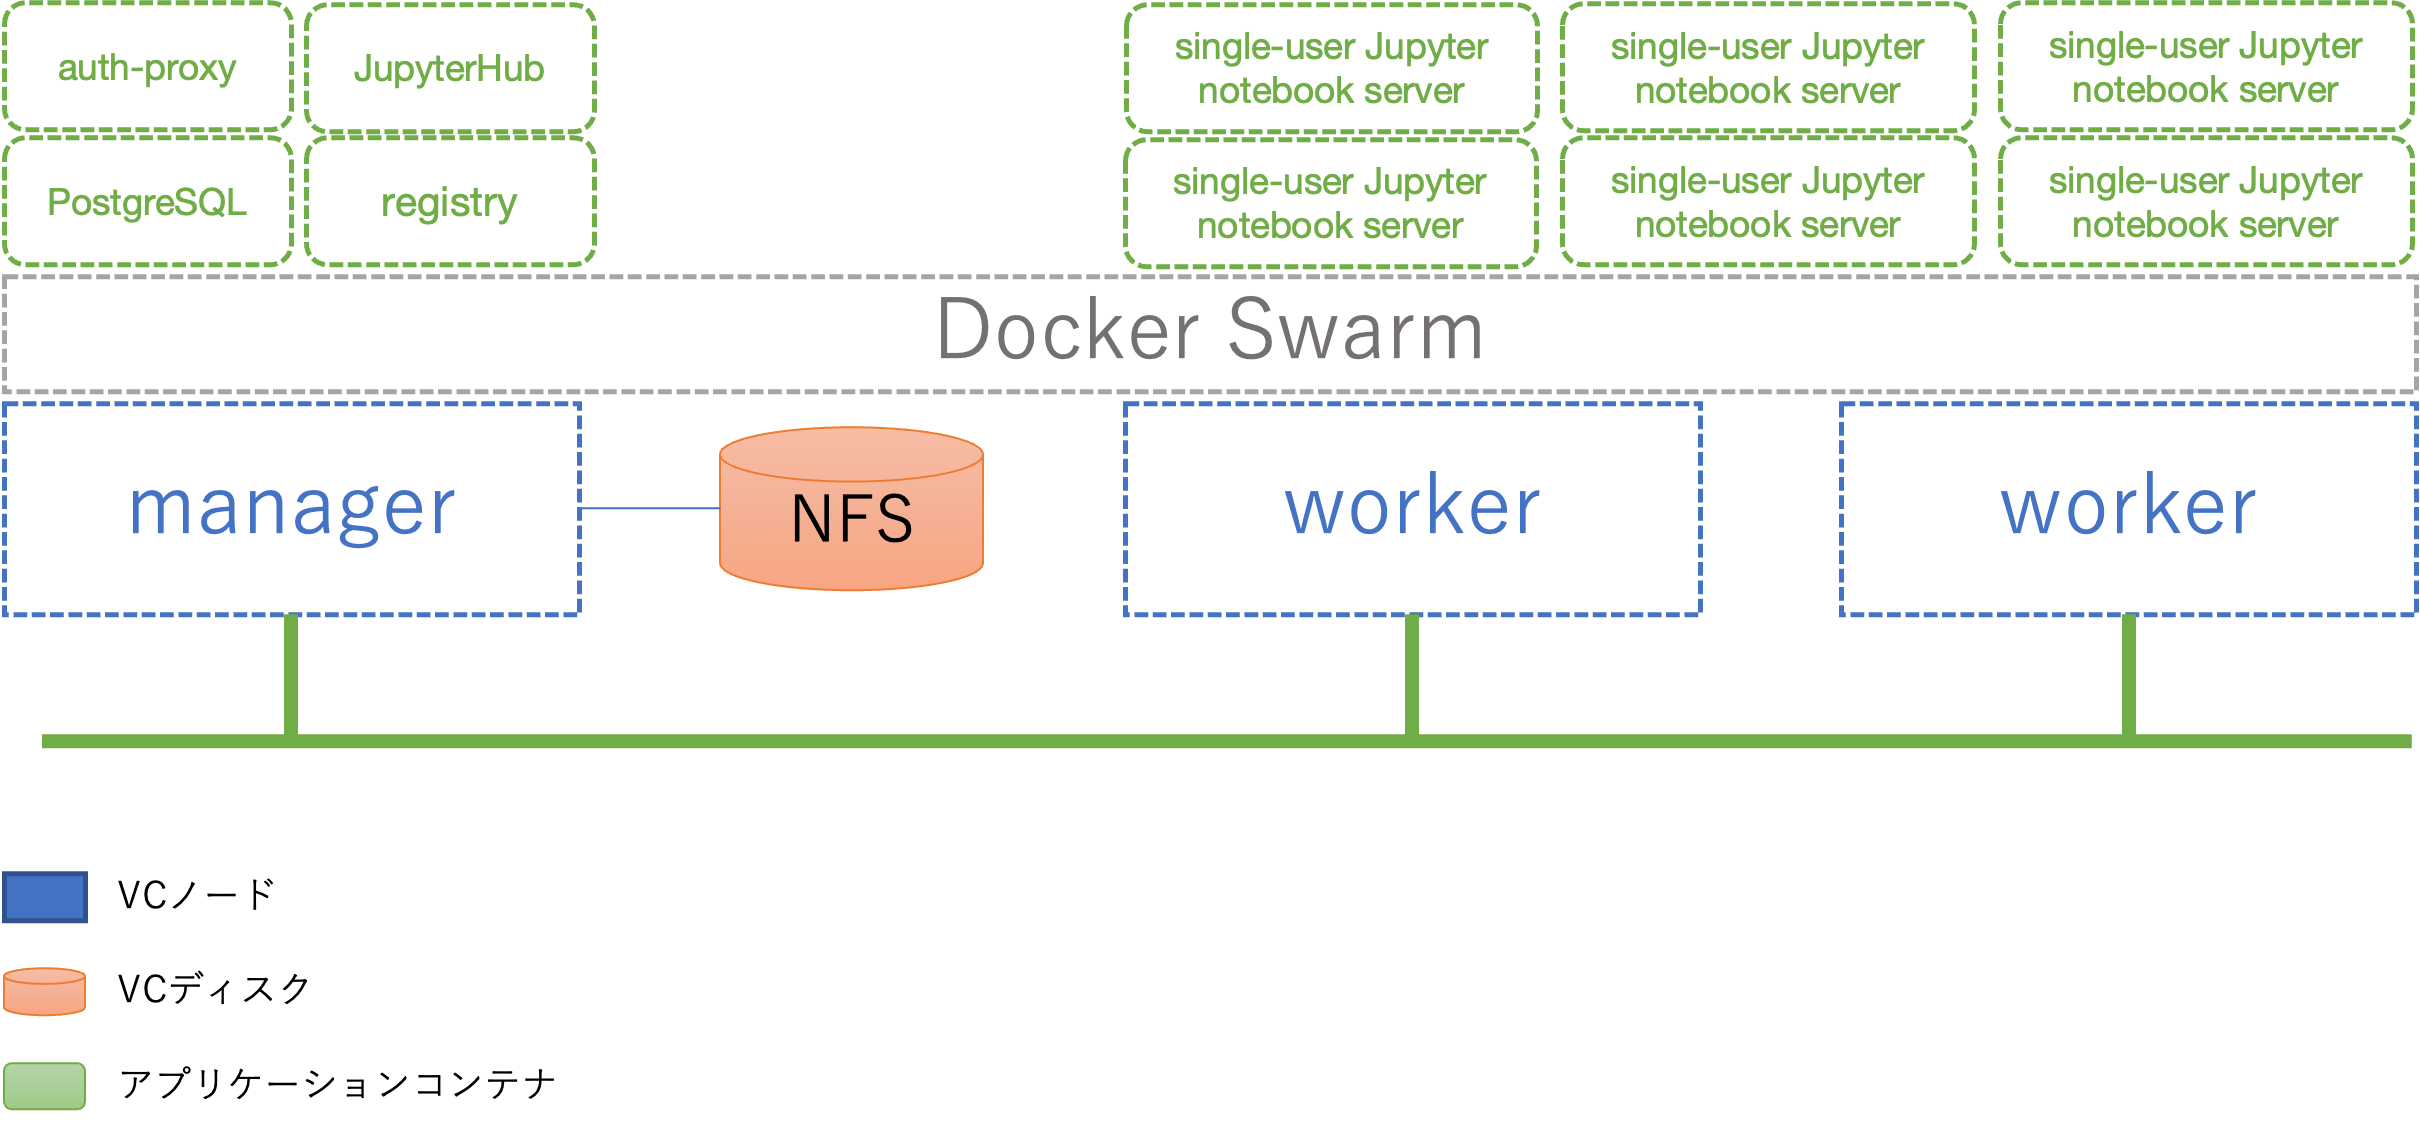 auth-proxy
JupyterHub
single-user Jupyter
notebook server
single-user Jupyter
notebook server
single-user Jupyter
notebook server
PostgreSQL
registry
single-user Jupyter
notebook server
single-user Jupyter
notebook server
single-user Jupyter
notebook server
Docker Swarm
manager
NFS
worker
worker
VCノード
VCディスク
アプリケーションコンテナ